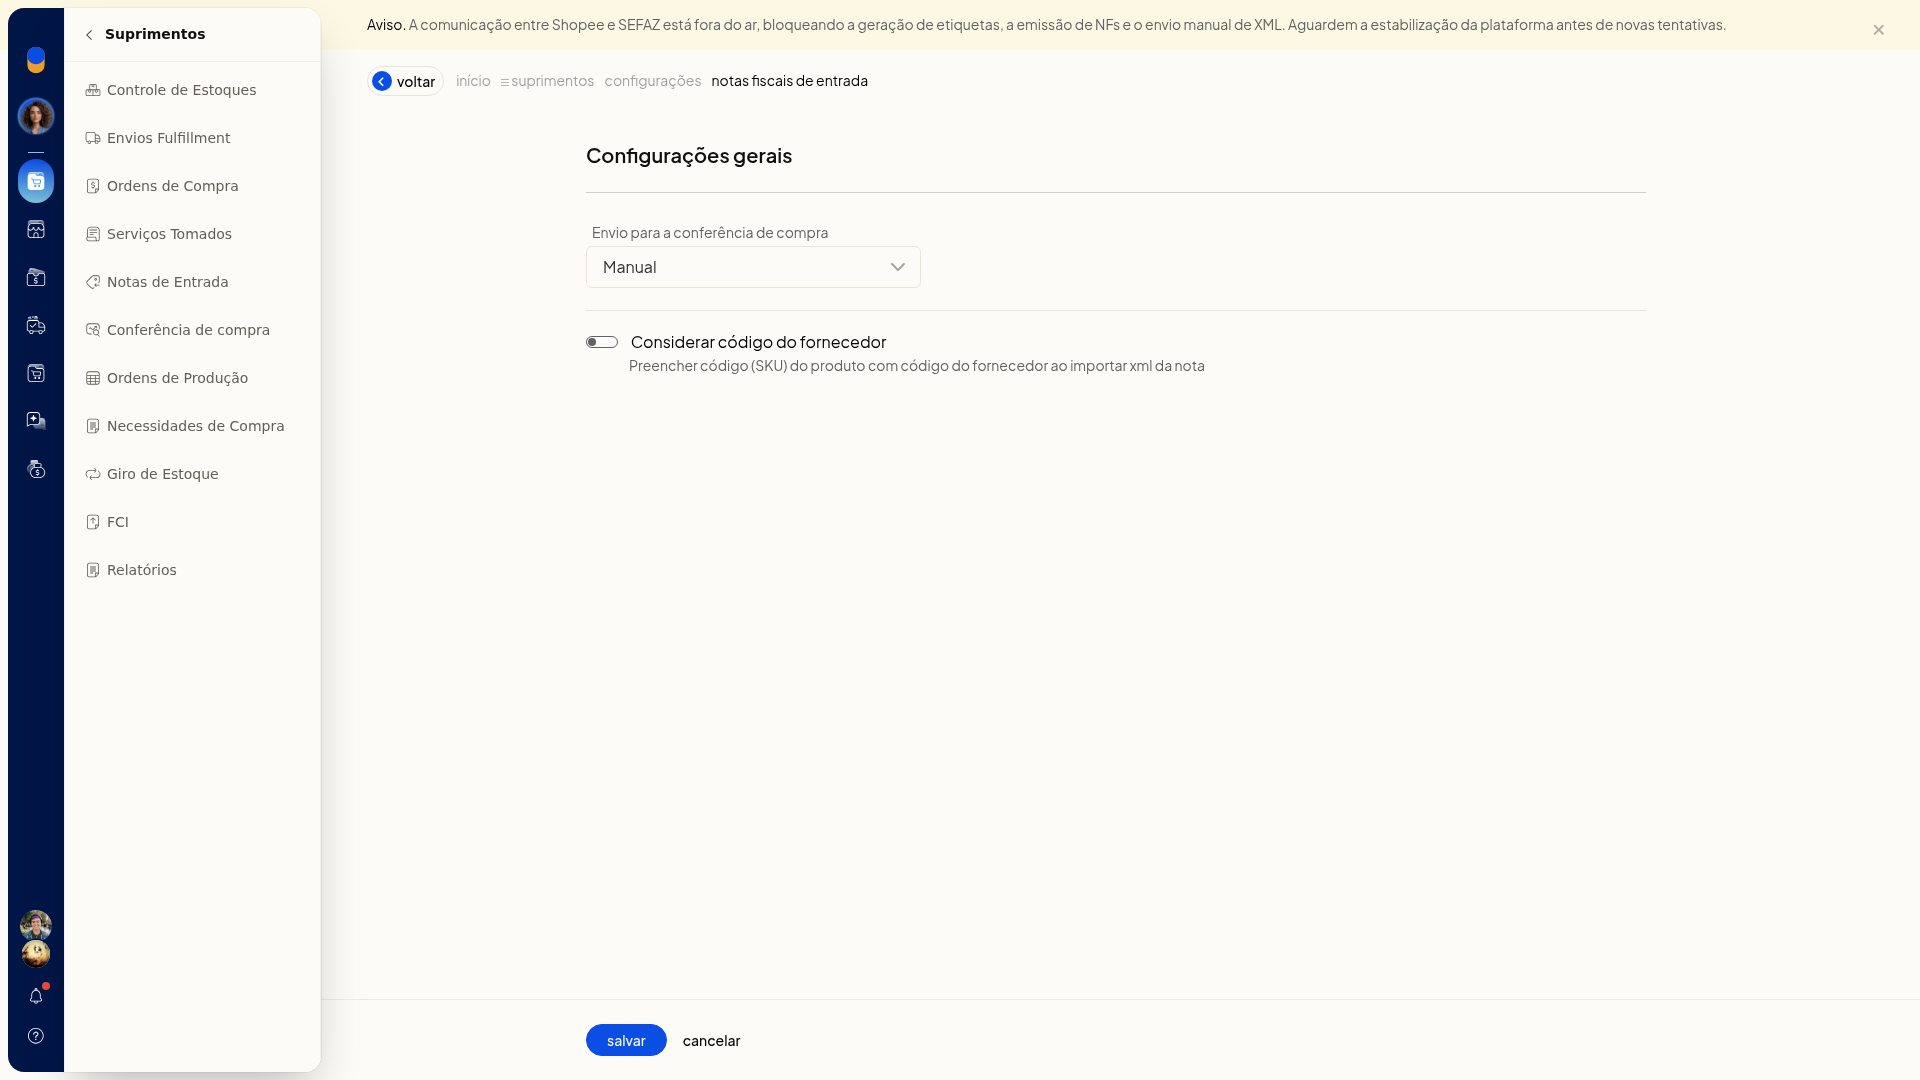 Suprimentos
Controle de Estoques
Envios Fulfillment
Ordens de Compra
Serviços Tomados
Notas de Entrada
Conferência de compra
Ordens de Produção
Necessidades de Compra
Giro de Estoque
FCI
Relatórios
Aviso. A comunicação entre Shopee e SEFAZ está fora do ar, bloqueando a geração de etiquetas, a emissão de NFs e o envio manual de XML. Aguardem a estabilização da plataforma antes de novas tentativas.
voltar início suprimentos configurações notas fiscais de entrada
Configurações gerais
Envio para a conferência de compra
Manual
Considerar código do fornecedor
Preencher código (SKU) do produto com código do fornecedor ao importar xml da nota
salvar cancelar